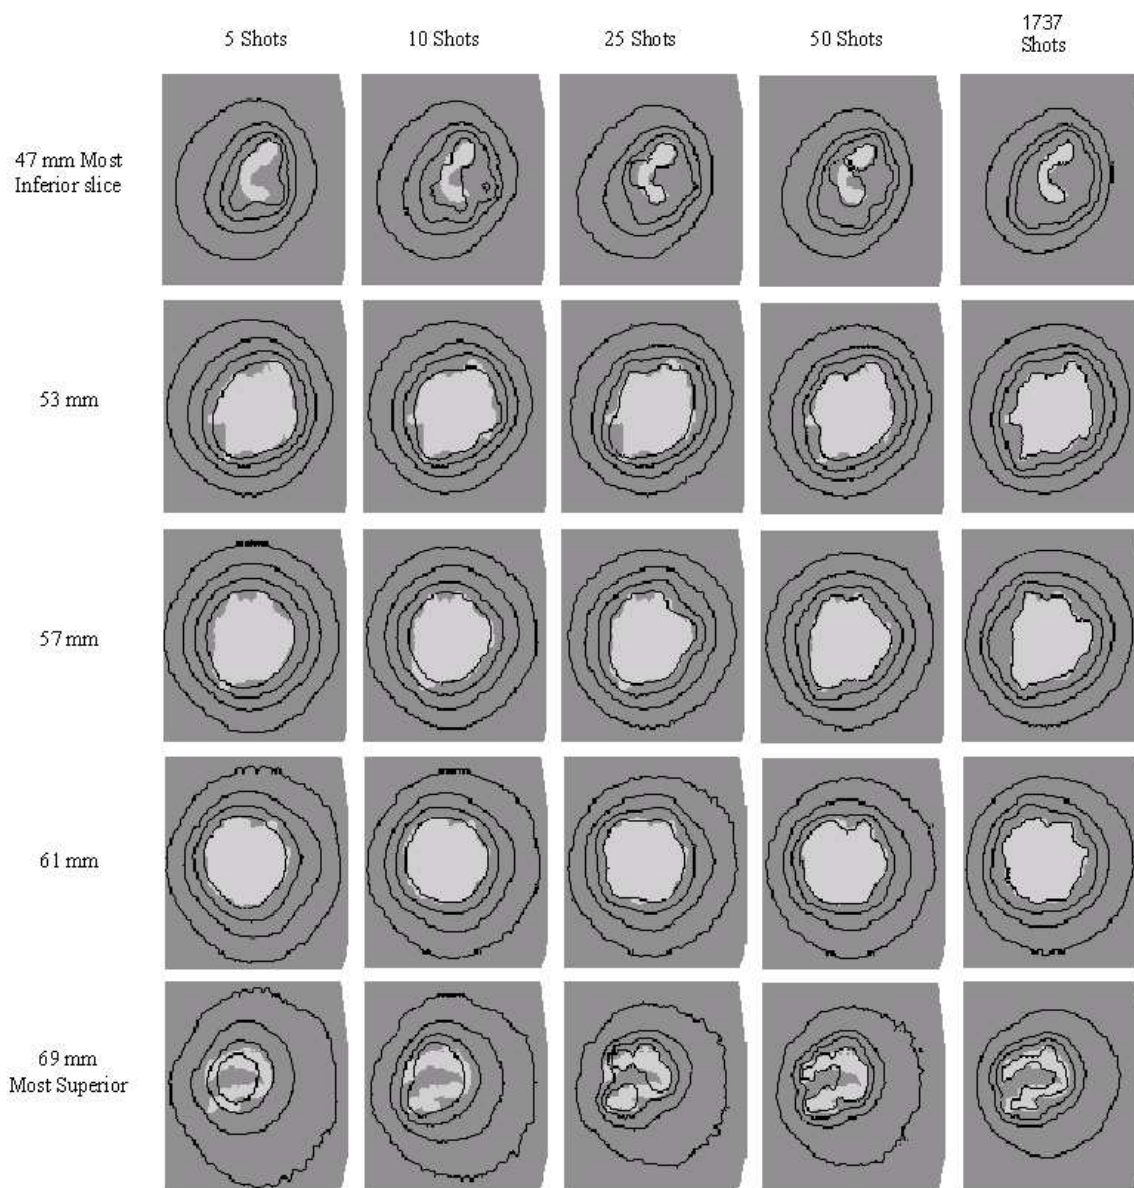 5 Shots
10 Shots
25 Shots
50 Shots
1737
Shots
47 mm Most
Inferior slice
53 mm
57 mm
61 mm
69 mm
Most Superior